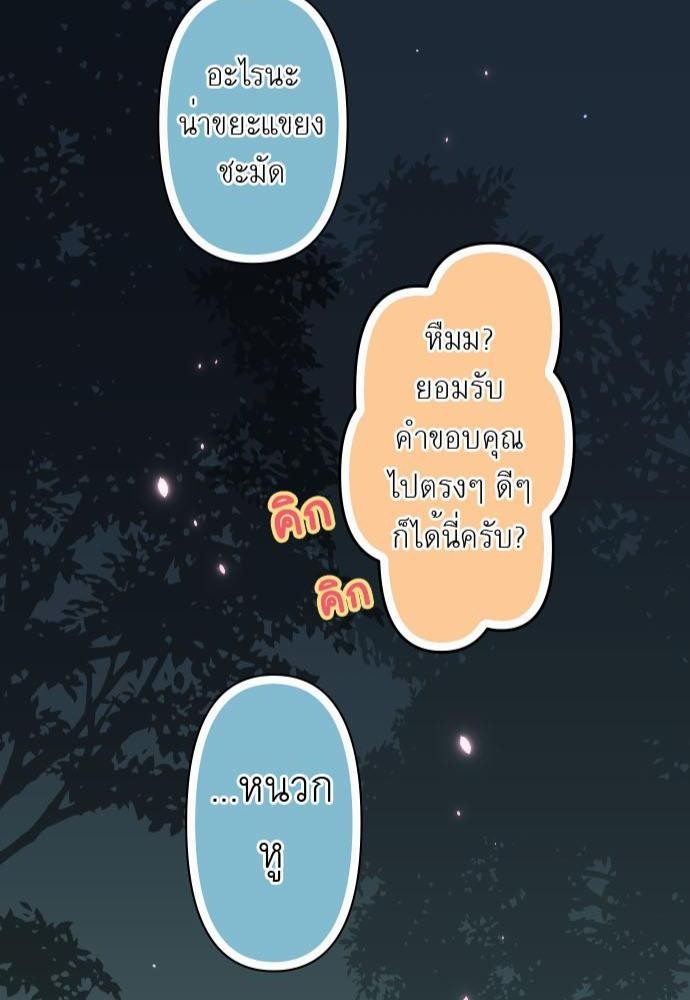 อะไรนะ
น่าขยะแขยง
ชะมัด
หืมม?
ยอมรับ
คำขอบคุณ
ไปตรงๆ ดีๆ
ก็ได้นี่ครับ?
คิก
คิก
...หนวก
หู